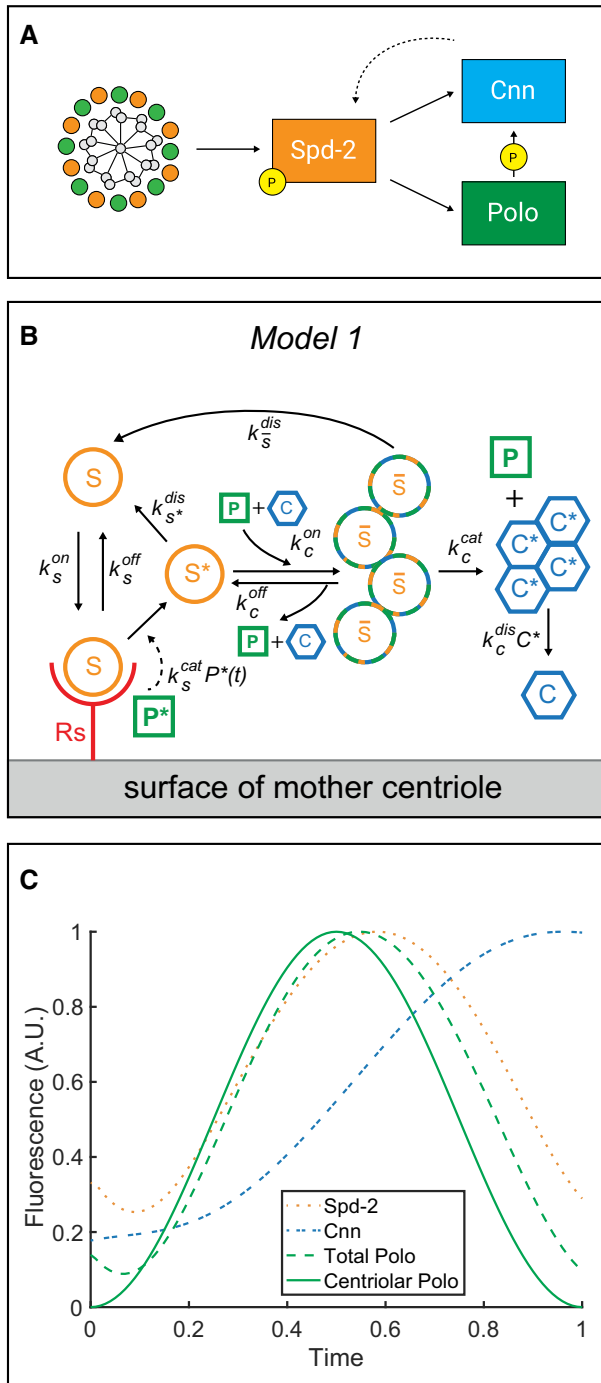 A
Spd-2
P
Cnn
P
Polo
B
Model 1
k_s̄^dis
S
k_s*^dis
P + C
k_c^on
S̄
S̄
S̄
S̄
P
+
C*
C*
C*
C*
k_s^on
k_s^off
S*
k_c^off
k_c^cat
P + C
k_c^dis C*
C
S
k_s^cat P*(t)
P*
Rs
surface of mother centriole
C
Fluorescence (A.U.)
1
0.8
0.6
0.4
0.2
0
Spd-2
Cnn
Total Polo
Centriolar Polo
0 0.2 0.4 0.6 0.8 1
Time